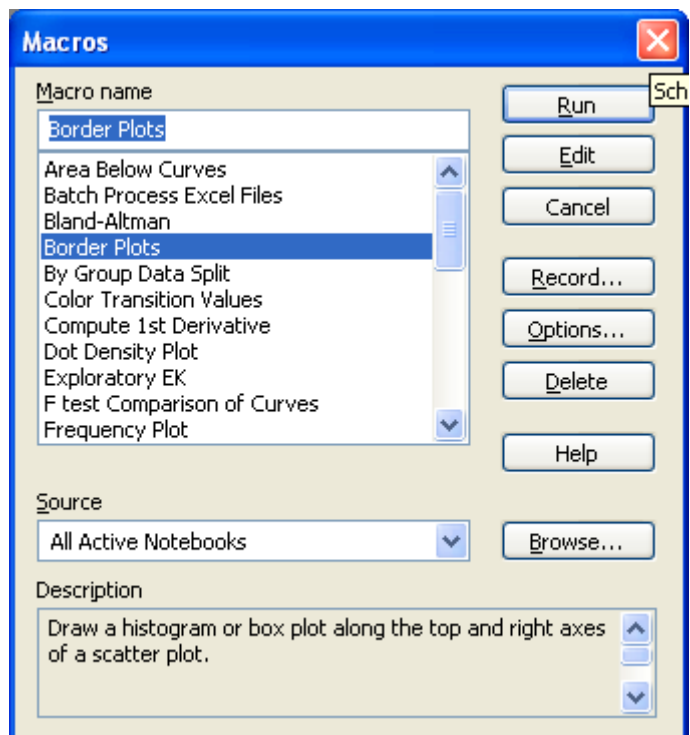 Macros
Macro name
Border Plots
Area Below Curves
Batch Process Excel Files
Bland-Altman
Border Plots
By Group Data Split
Color Transition Values
Compute 1st Derivative
Dot Density Plot
Exploratory EK
F test Comparison of Curves
Frequency Plot
Run
Sch
Edit
Cancel
Record...
Options...
Delete
Help
Source
All Active Notebooks
Browse...
Description
Draw a histogram or box plot along the top and right axes
of a scatter plot.